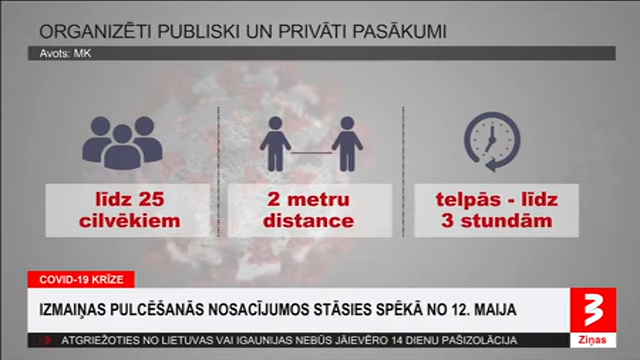 ORGANIZĒTI PUBLISKI UN PRIVĀTI PASĀKUMI
Avots: MK
līdz 25
cilvēkiem
2 metru
distance
telpās - līdz
3 stundām
COVID-19 KRĪZE
IZMAIŅAS PULCĒŠANĀS NOSACĪJUMOS STĀSIES SPĒKĀ NO 12. MAIJA
3
Ziņas
ATGRIEŽOTIES NO LIETUVAS VAI IGAUNIJAS NEBŪS JĀIEVĒRO 14 DIENU PAŠIZOLĀCIJA